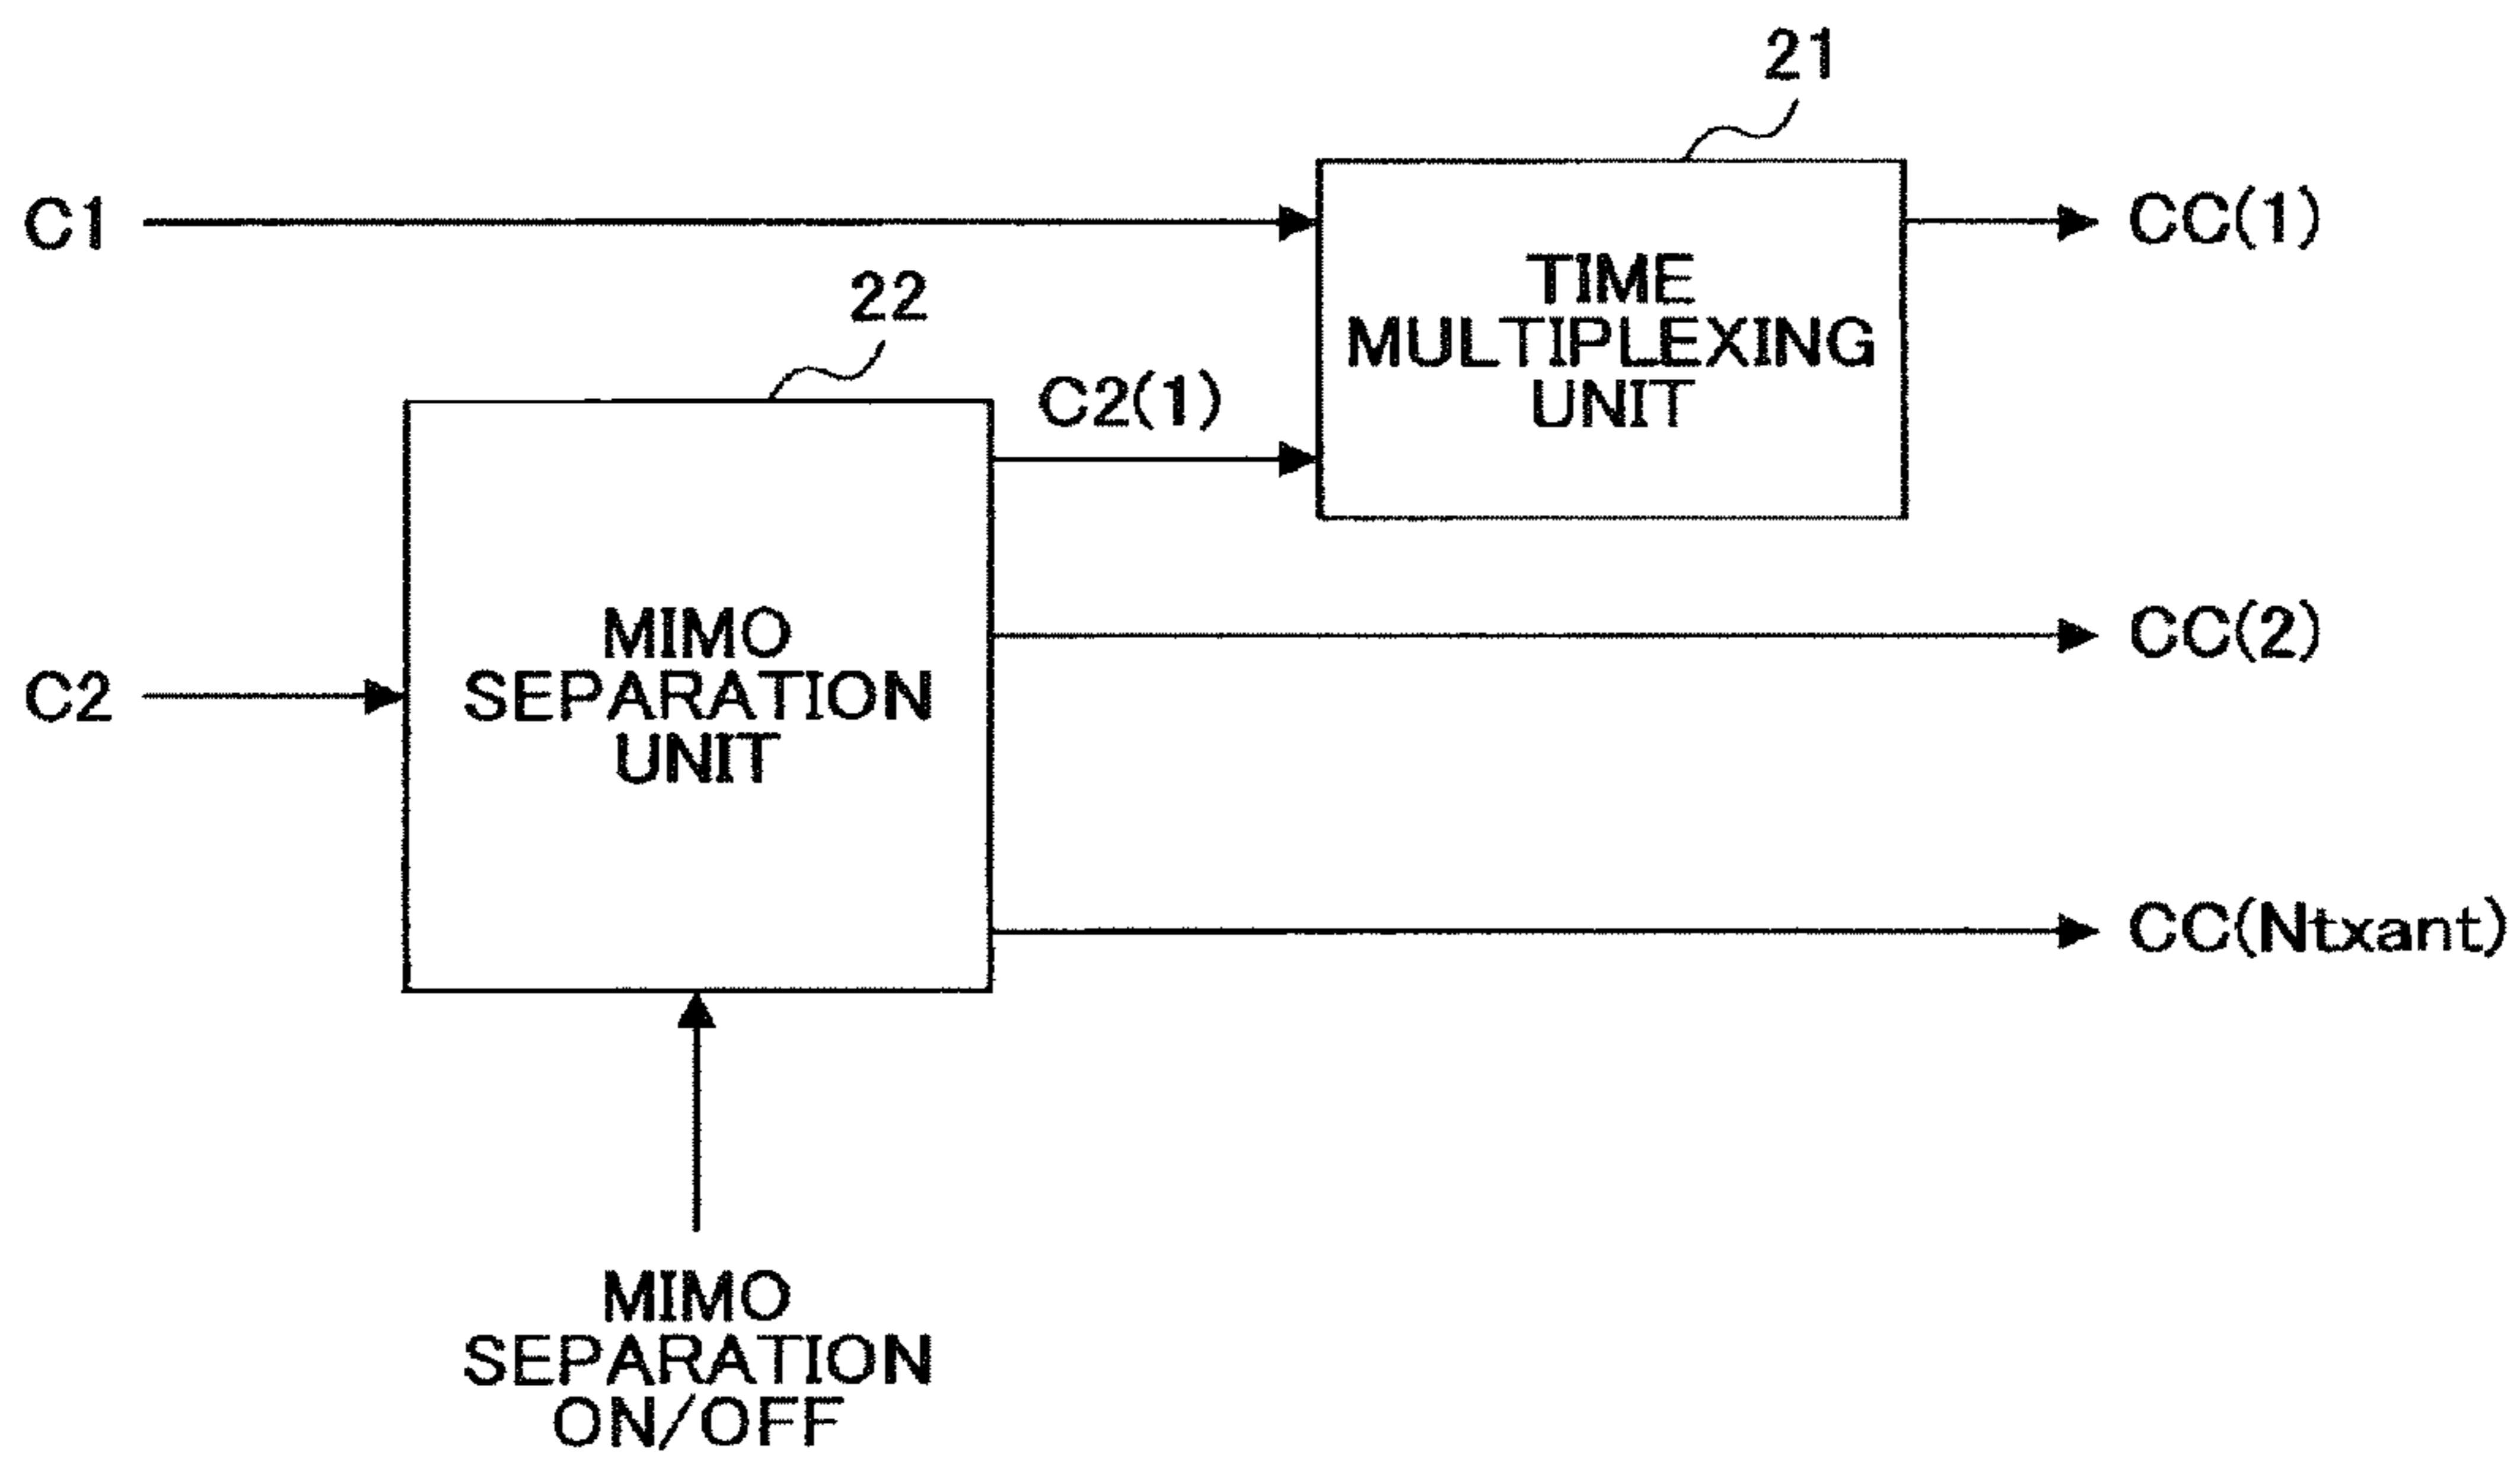 21
C1
CC(1)
TIME
MULTIPLEXING
UNIT
22
C2(1)
MIMO
SEPARATION
UNIT
C2
CC(2)
CC(Ntxant)
MIMO
SEPARATION
ON/OFF